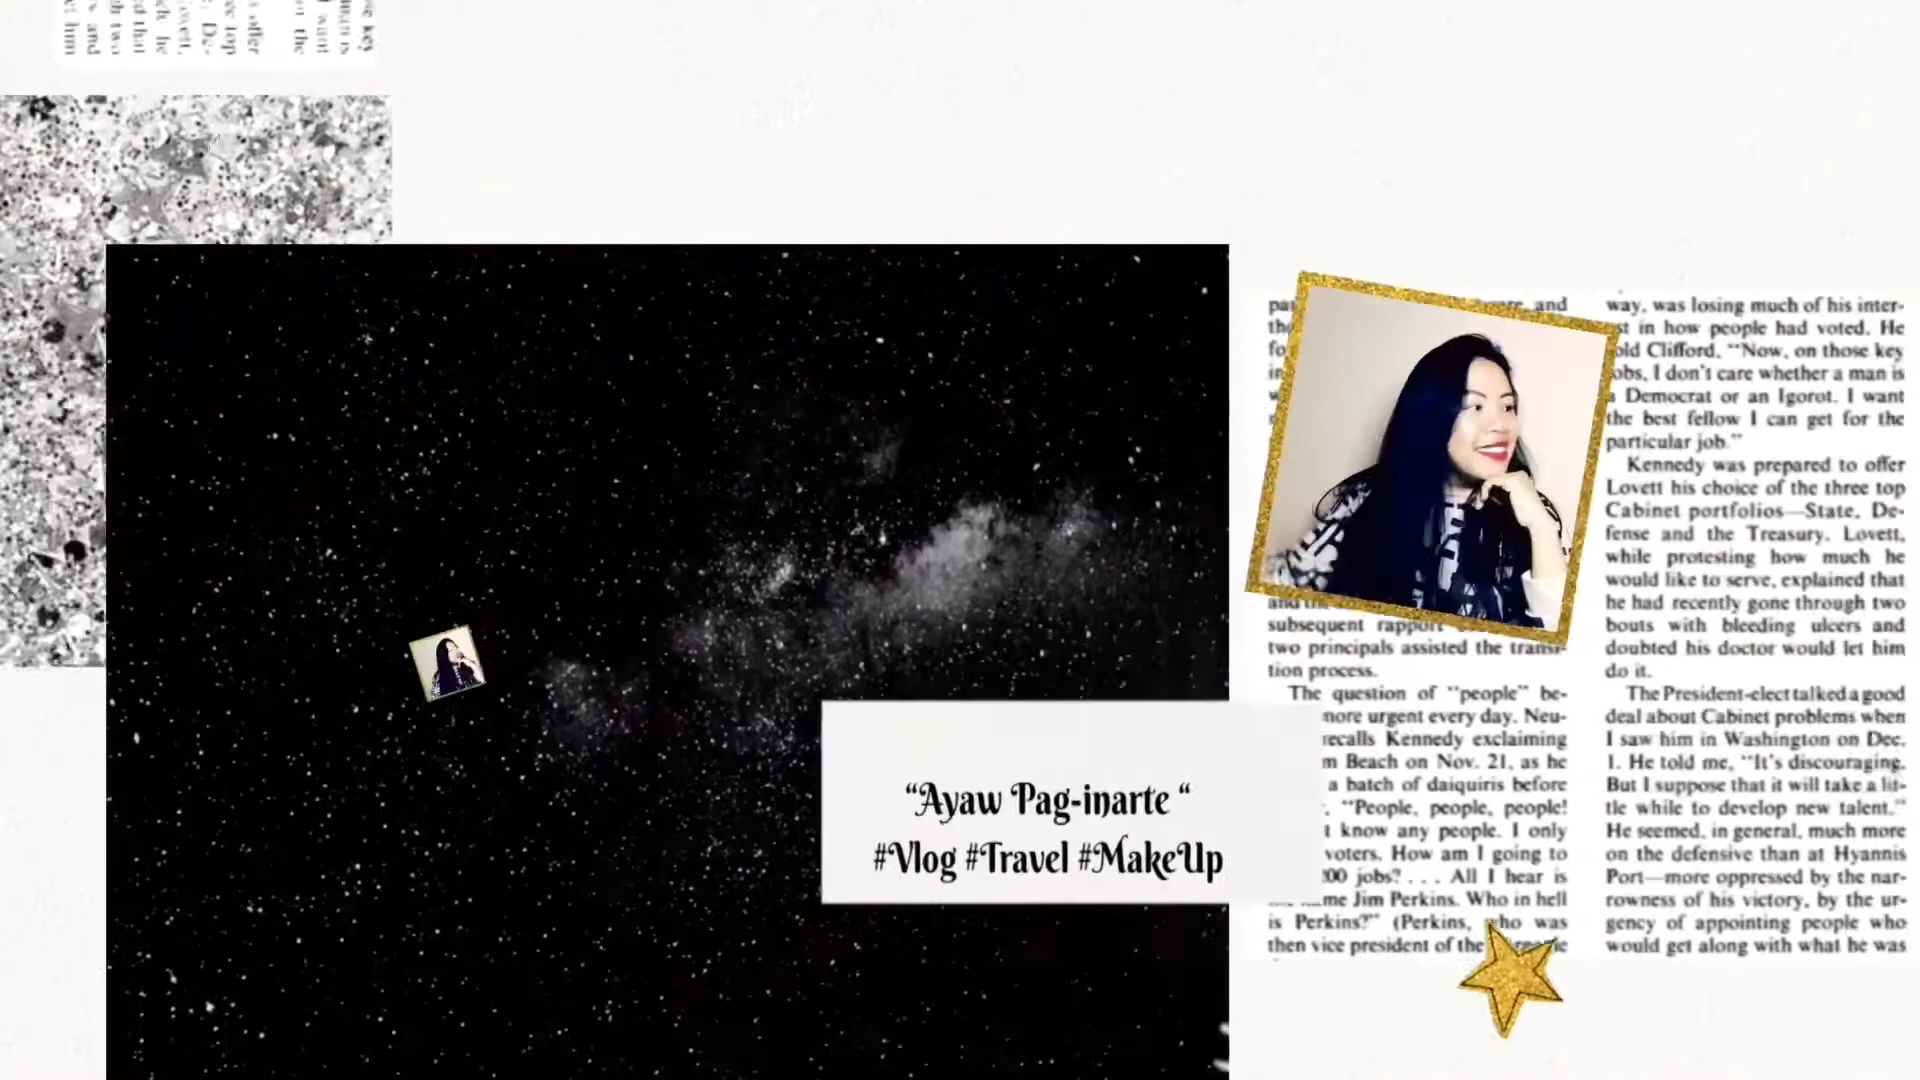 “Ayaw Pag-inarte “
#Vlog #Travel #MakeUp
and
subsequent rapport
two principals assisted the transi-
tion process.
The question of “people” be-
more urgent every day. Neu-
recalls Kennedy exclaiming
Beach on Nov. 21, as he
a batch of daiquiris before
“People, people, people!
know any people. I only
voters. How am I going to
jobs? . . . All I hear is
me Jim Perkins. Who in hell
is Perkins?” (Perkins, who was
then vice president of the
way, was losing much of his inter-
st in how people had voted. He
old Clifford, “Now, on those key
obs, I don't care whether a man is
a Democrat or an Igorot. I want
the best fellow I can get for the
particular job.”
Kennedy was prepared to offer
Lovett his choice of the three top
Cabinet portfolios—State, De-
fense and the Treasury. Lovett,
while protesting how much he
would like to serve, explained that
he had recently gone through two
bouts with bleeding ulcers and
doubted his doctor would let him
do it.
The President-elect talked a good
deal about Cabinet problems when
I saw him in Washington on Dec.
1. He told me, “It's discouraging.
But I suppose that it will take a lit-
tle while to develop new talent.”
He seemed, in general, much more
on the defensive than at Hyannis
Port—more oppressed by the nar-
rowness of his victory, by the ur-
gency of appointing people who
would get along with what he was